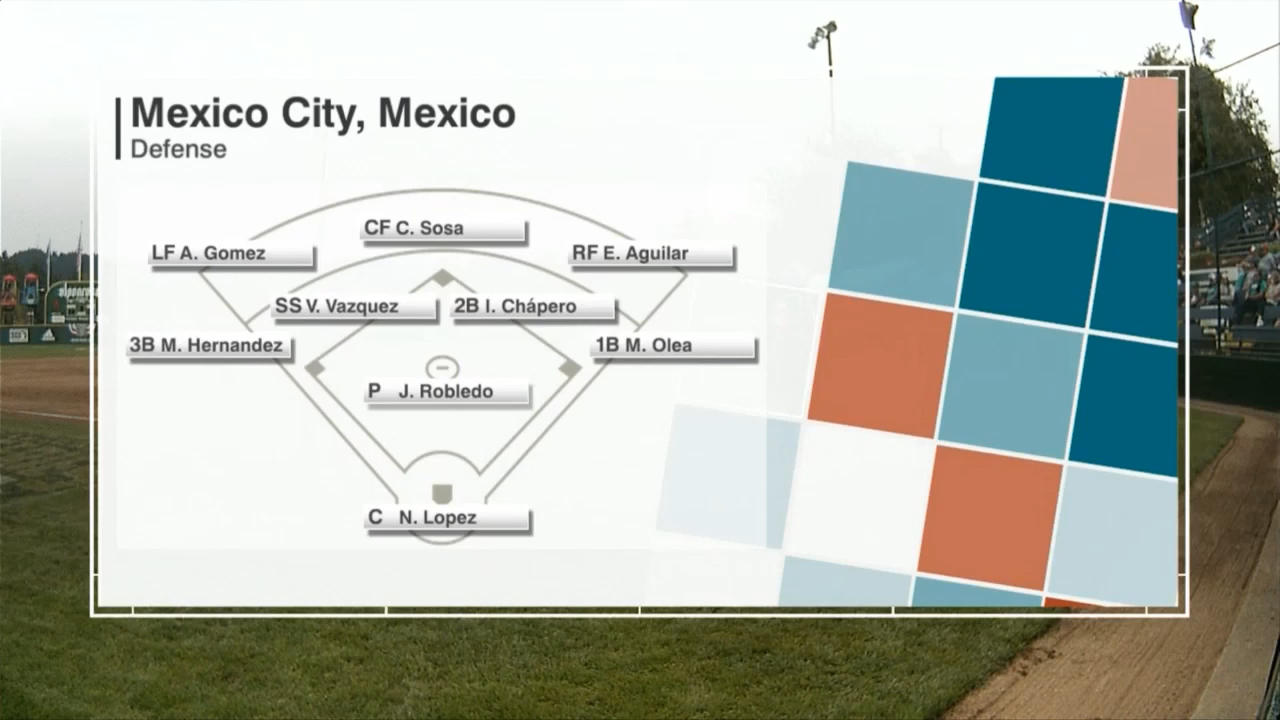 Mexico City, Mexico
Defense
CF C. Sosa
LF A. Gomez
RF E. Aguilar
SS V. Vazquez
2B I. Chápero
3B M. Hernandez
1B M. Olea
P J. Robledo
C N. Lopez